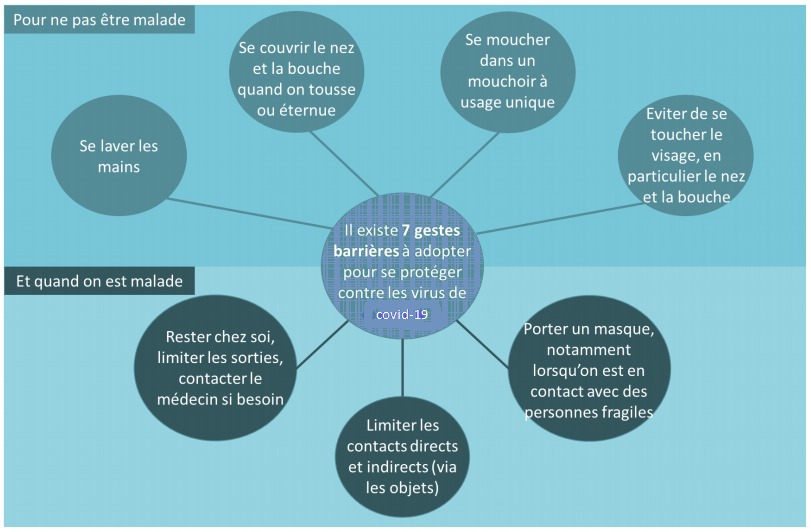 Pour ne pas être malade
Se laver les
mains
Se couvrir le nez
et la bouche
quand on tousse
ou éternue
Se moucher
dans un
mouchoir à
usage unique
Eviter de se
toucher le
visage, en
particulier le nez
et la bouche
Il existe 7 gestes
barrières à adopter
pour se protéger
contre les virus de
covid-19
Et quand on est malade
Rester chez soi,
limiter les sorties,
contacter le
médecin si besoin
Limiter les
contacts directs
et indirects (via
les objets)
Porter un masque,
notamment
lorsqu'on est en
contact avec des
personnes fragiles